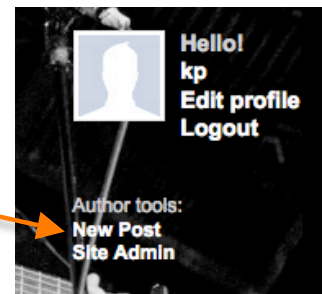 Hello!
kp
Edit profile
Logout
Author tools:
New Post
Site Admin